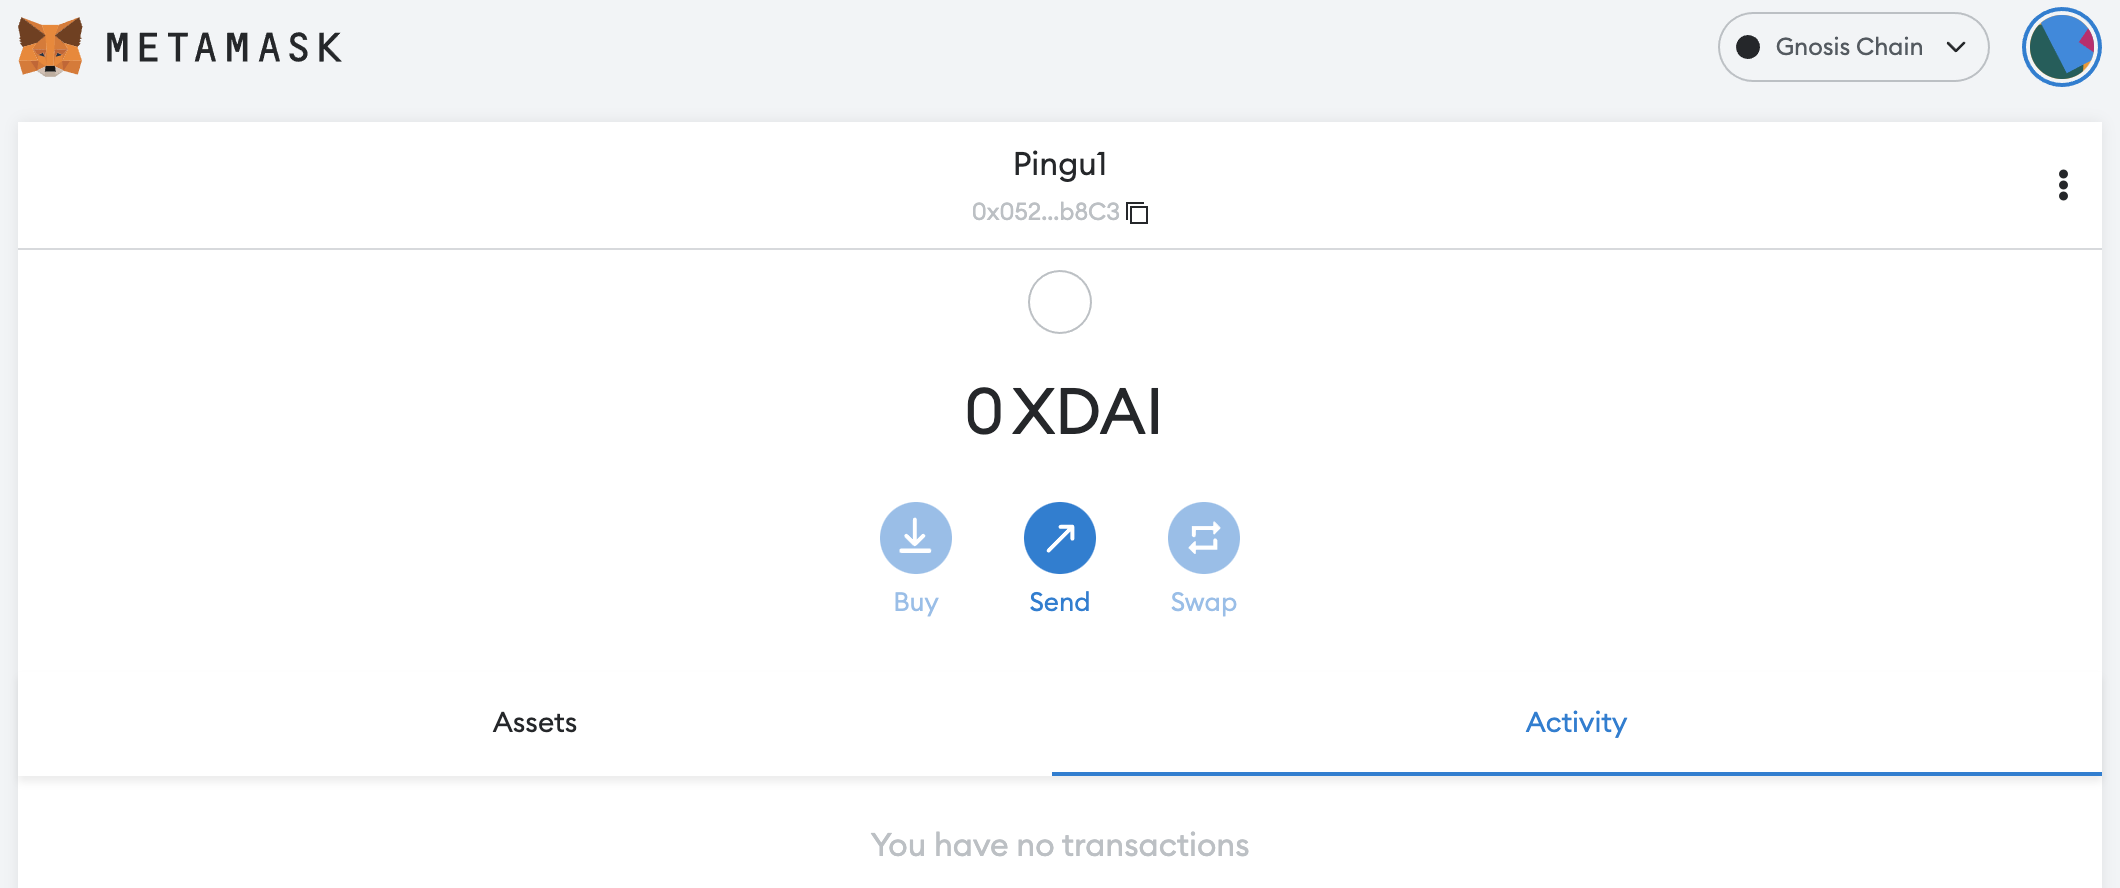 METAMASK
Gnosis Chain
Pingu1
0x052...b8C3
0 XDAI
Buy
Send
Swap
Assets
Activity
You have no transactions